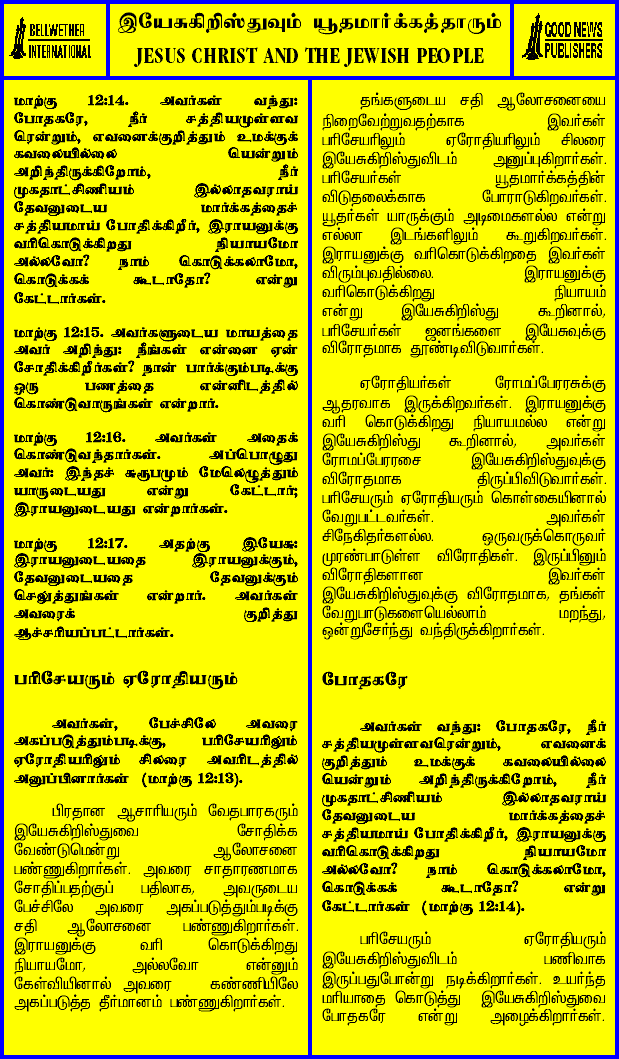 BELLWETHER
INTERNATIONAL
இயேசுகிறிஸ்துவும் யூதமார்க்கத்தாரும்
JESUS CHRIST AND THE JEWISH PEOPLE
GOOD NEWS
PUBLISHERS
மாற்கு 12:14. அவர்கள் வந்து:
போதகரே, நீர் சத்தியமுள்ளவ
ரென்றும், எவனைக்குறித்தும் உமக்குக்
கவலையில்லை யென்றும்
அறிந்திருக்கிறோம், நீர்
முகதாட்சிணியம் இல்லாதவராய்
தேவனுடைய மார்க்கத்தைச்
சத்தியமாய் போதிக்கிறீர், இராயனுக்கு
வரிகொடுக்கிறது நியாயமோ
அல்லவோ? நாம் கொடுக்கலாமோ,
கொடுக்கக் கூடாதோ? என்று
கேட்டார்கள்.
மாற்கு 12:15. அவர்களுடைய மாயத்தை
அவர் அறிந்து: நீங்கள் என்னை ஏன்
சோதிக்கிறீர்கள்? நான் பார்க்கும்படிக்கு
ஒரு பணத்தை என்னிடத்தில்
கொண்டுவாருங்கள் என்றார்.
மாற்கு 12:16. அவர்கள் அதைக்
கொண்டுவந்தார்கள். அப்பொழுது
அவர்: இந்தச் சுரூபமும் மேலெழுத்தும்
யாருடையது என்று கேட்டார்;
இராயனுடையது என்றார்கள்.
மாற்கு 12:17. அதற்கு இயேசு:
இராயனுடையதை இராயனுக்கும்,
தேவனுடையதை தேவனுக்கும்
செலுத்துங்கள் என்றார். அவர்கள்
அவரைக் குறித்து
ஆச்சரியப்பட்டார்கள்.
பரிசேயரும் ஏரோதியரும்
அவர்கள், பேச்சிலே அவரை
அகப்படுத்தும்படிக்கு, பரிசேயரிலும்
ஏரோதியரிலும் சிலரை அவரிடத்தில்
அனுப்பினார்கள் (மாற்கு 12:13).
பிரதான ஆசாரியரும் வேதபாரகரும்
இயேசுகிறிஸ்துவை சோதிக்க
வேண்டுமென்று ஆலோசனை
பண்ணுகிறார்கள். அவரை சாதாரணமாக
சோதிப்பதற்குப் பதிலாக, அவருடைய
பேச்சிலே அவரை அகப்படுத்தும்படிக்கு
சதி ஆலோசனை பண்ணுகிறார்கள்.
இராயனுக்கு வரி கொடுக்கிறது
நியாயமோ, அல்லவோ என்னும்
கேள்வியினால் அவரை கண்ணியிலே
அகப்படுத்த தீர்மானம் பண்ணுகிறார்கள்.
தங்களுடைய சதி ஆலோசனையை
நிறைவேற்றுவதற்காக இவர்கள்
பரிசேயரிலும் ஏரோதியரிலும் சிலரை
இயேசுகிறிஸ்துவிடம் அனுப்புகிறார்கள்.
பரிசேயர்கள் யூதமார்க்கத்தின்
விடுதலைக்காக போராடுகிறவர்கள்.
யூதர்கள் யாருக்கும் அடிமைகளல்ல என்று
எல்லா இடங்களிலும் கூறுகிறவர்கள்.
இராயனுக்கு வரிகொடுக்கிறதை இவர்கள்
விரும்புவதில்லை. இராயனுக்கு
வரிகொடுக்கிறது நியாயம்
என்று இயேசுகிறிஸ்து கூறினால்,
பரிசேயர்கள் ஜனங்களை இயேசுவுக்கு
விரோதமாக தூண்டிவிடுவார்கள்.
ஏரோதியர்கள் ரோமப்பேரரசுக்கு
ஆதரவாக இருக்கிறவர்கள். இராயனுக்கு
வரி கொடுக்கிறது நியாயமல்ல என்று
இயேசுகிறிஸ்து கூறினால், அவர்கள்
ரோமப்பேரரசை இயேசுகிறிஸ்துவுக்கு
விரோதமாக திருப்பிவிடுவார்கள்.
பரிசேயரும் ஏரோதியரும் கொள்கையினால்
வேறுபட்டவர்கள். அவர்கள்
சிநேகிதர்களல்ல. ஒருவருக்கொருவர்
முரண்பாடுள்ள விரோதிகள். இருப்பினும்
விரோதிகளான இவர்கள்
இயேசுகிறிஸ்துவுக்கு விரோதமாக, தங்கள்
வேறுபாடுகளையெல்லாம் மறந்து,
ஒன்றுசேர்ந்து வந்திருக்கிறார்கள்.
போதகரே
அவர்கள் வந்து: போதகரே, நீர்
சத்தியமுள்ளவரென்றும், எவனைக்
குறித்தும் உமக்குக் கவலையில்லை
யென்றும் அறிந்திருக்கிறோம், நீர்
முகதாட்சிணியம் இல்லாதவராய்
தேவனுடைய மார்க்கத்தைச்
சத்தியமாய் போதிக்கிறீர், இராயனுக்கு
வரிகொடுக்கிறது நியாயமோ
அல்லவோ? நாம் கொடுக்கலாமோ,
கொடுக்கக் கூடாதோ? என்று
கேட்டார்கள் (மாற்கு 12:14).
பரிசேயரும் ஏரோதியரும்
இயேசுகிறிஸ்துவிடம் பணிவாக
இருப்பதுபோன்று நடிக்கிறார்கள். உயர்ந்த
மரியாதை கொடுத்து இயேசுகிறிஸ்துவை
போதகரே என்று அழைக்கிறார்கள்.